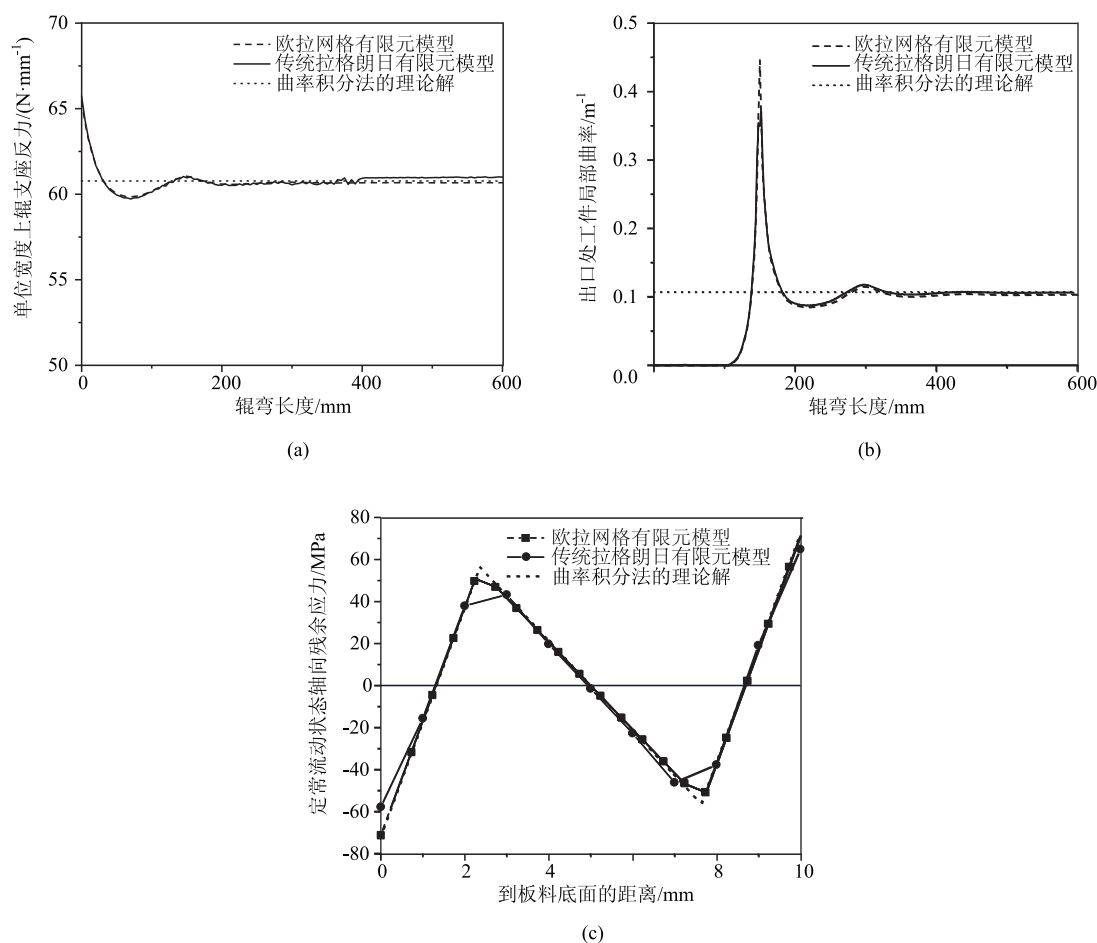 单位宽度上辊支座反力/(N·mm⁻¹)
70
65
60
55
50
欧拉网格有限元模型
传统拉格朗日有限元模型
曲率积分法的理论解
0
200
400
600
辊弯长度/mm
(a)
出口处工件局部曲率/m⁻¹
0.5
0.4
0.3
0.2
0.1
0.0
欧拉网格有限元模型
传统拉格朗日有限元模型
曲率积分法的理论解
200
400
600
辊弯长度/mm
(b)
定常流动状态轴向残余应力/MPa
80
60
40
20
0
-20
-40
-60
-80
欧拉网格有限元模型
传统拉格朗日有限元模型
曲率积分法的理论解
0
2
4
6
8
10
到板料底面的距离/mm
(c)